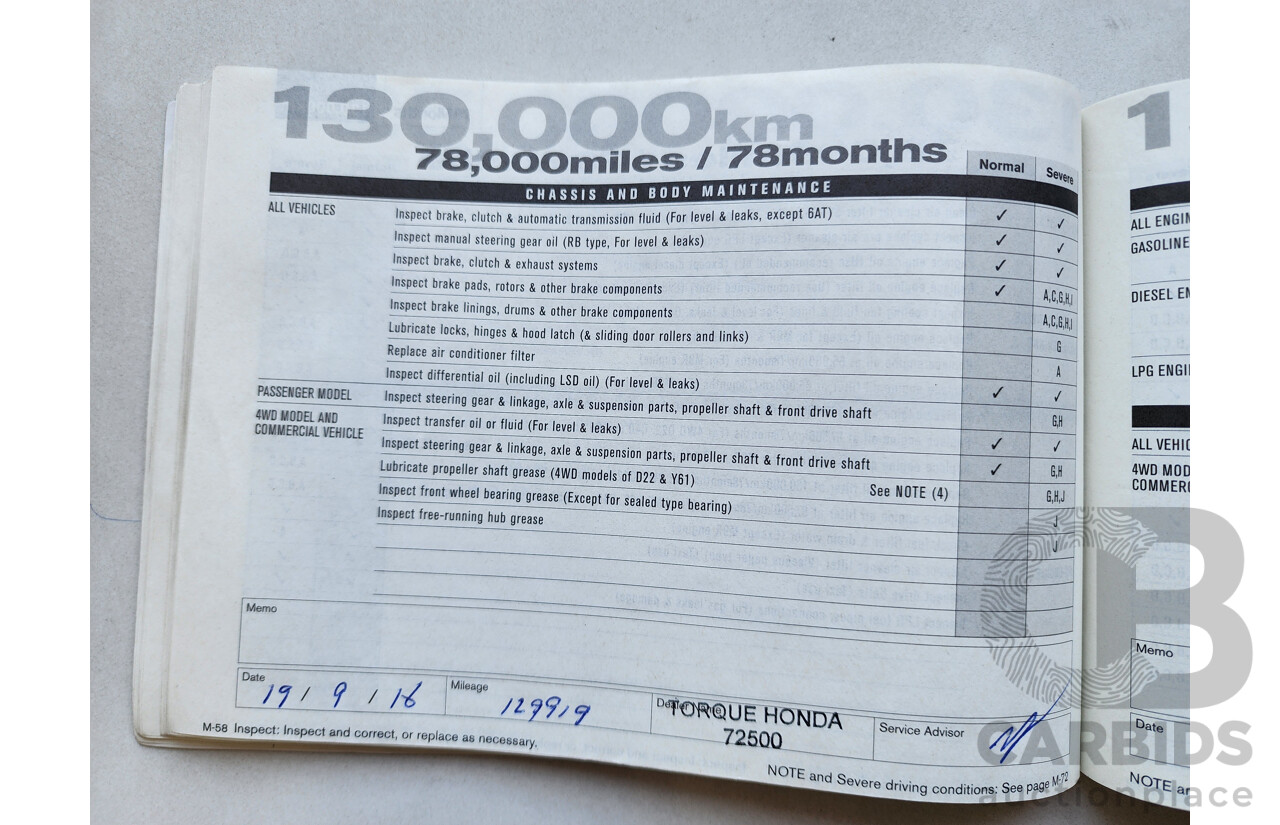 130,000km
78,000miles / 78months
Normal
Severe
CHASSIS AND BODY MAINTENANCE
ALL VEHICLES
Inspect brake, clutch & automatic transmission fluid (For level & leaks, except 6AT) ✓ ✓
Inspect manual steering gear oil (RB type, For level & leaks) ✓ ✓
Inspect brake, clutch & exhaust systems ✓ ✓
Inspect brake pads, rotors & other brake components ✓ A,C,G,H,I
Inspect brake linings, drums & other brake components A,C,G,H,I
Lubricate locks, hinges & hood latch (& sliding door rollers and links) G
Replace air conditioner filter A
Inspect differential oil (including LSD oil) (For level & leaks) ✓ ✓
PASSENGER MODEL
Inspect steering gear & linkage, axle & suspension parts, propeller shaft & front drive shaft G,H
4WD MODEL AND
COMMERCIAL VEHICLE
Inspect transfer oil or fluid (For level & leaks) ✓ ✓
Inspect steering gear & linkage, axle & suspension parts, propeller shaft & front drive shaft ✓ G,H
Lubricate propeller shaft grease (4WD models of D22 & Y61) See NOTE (4) G,H,J
Inspect front wheel bearing grease (Except for sealed type bearing) J
Inspect free-running hub grease J
Memo
Date 19 / 9 / 16
Mileage 129919
TORQUE HONDA
72500
Service Advisor
M-58 Inspect: Inspect and correct, or replace as necessary.
NOTE and Severe driving conditions: See page M-72
1
ALL ENGIN
GASOLINE
DIESEL EN
LPG ENGI
ALL VEHIC
4WD MOD
COMMERC
Memo
Date
NOTE ar
CB
CARBIDS
auctionplace